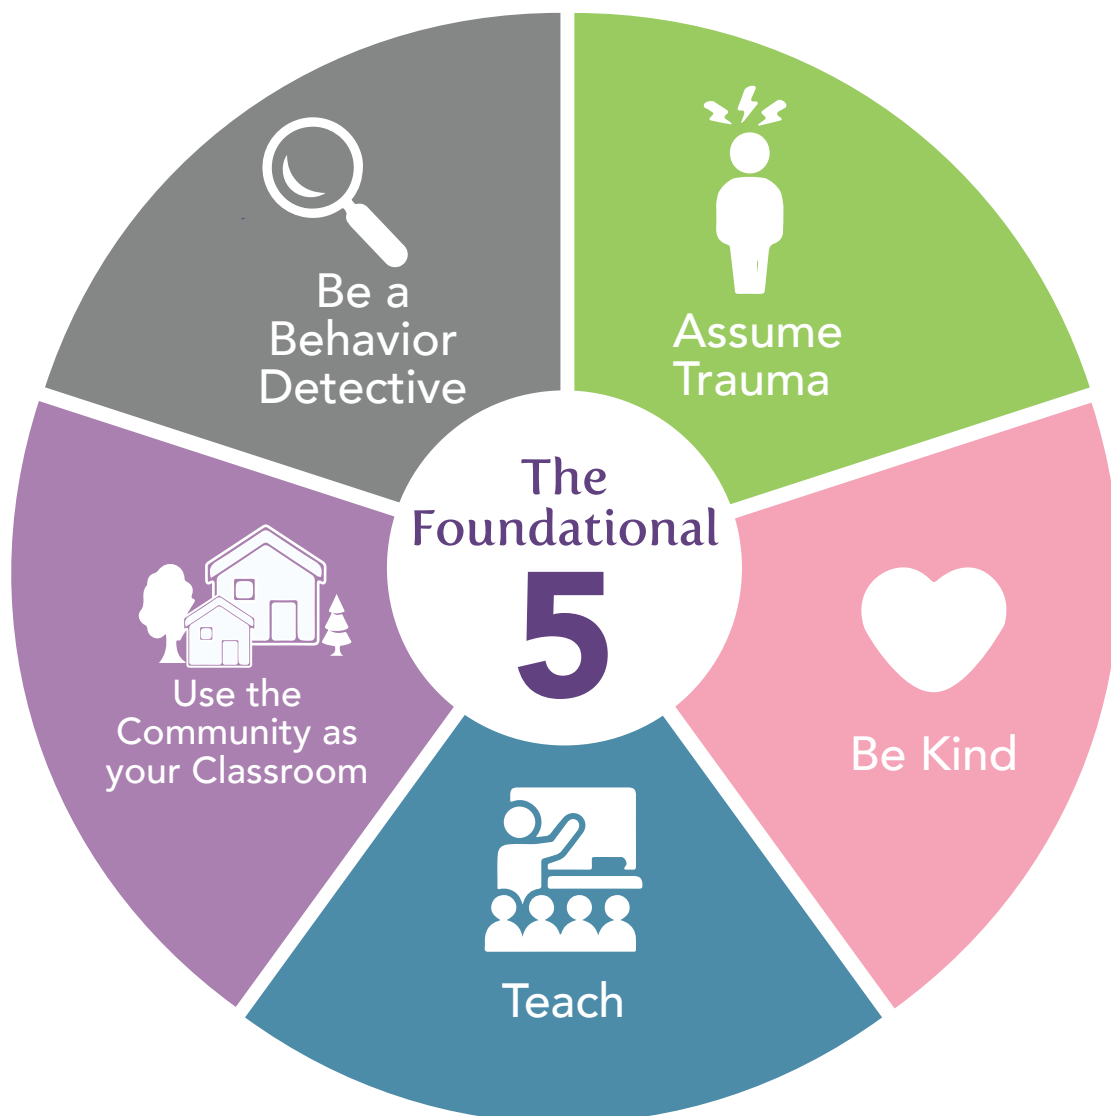 The
Foundational
5
Assume
Trauma
Be Kind
Teach
Use the
Community as
your Classroom
Be a
Behavior
Detective